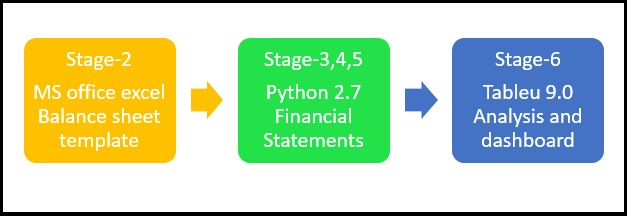 Stage-2
MS office excel
Balance sheet
template
Stage-3,4,5
Python 2.7
Financial
Statements
Stage-6
Tableu 9.0
Analysis and
dashboard